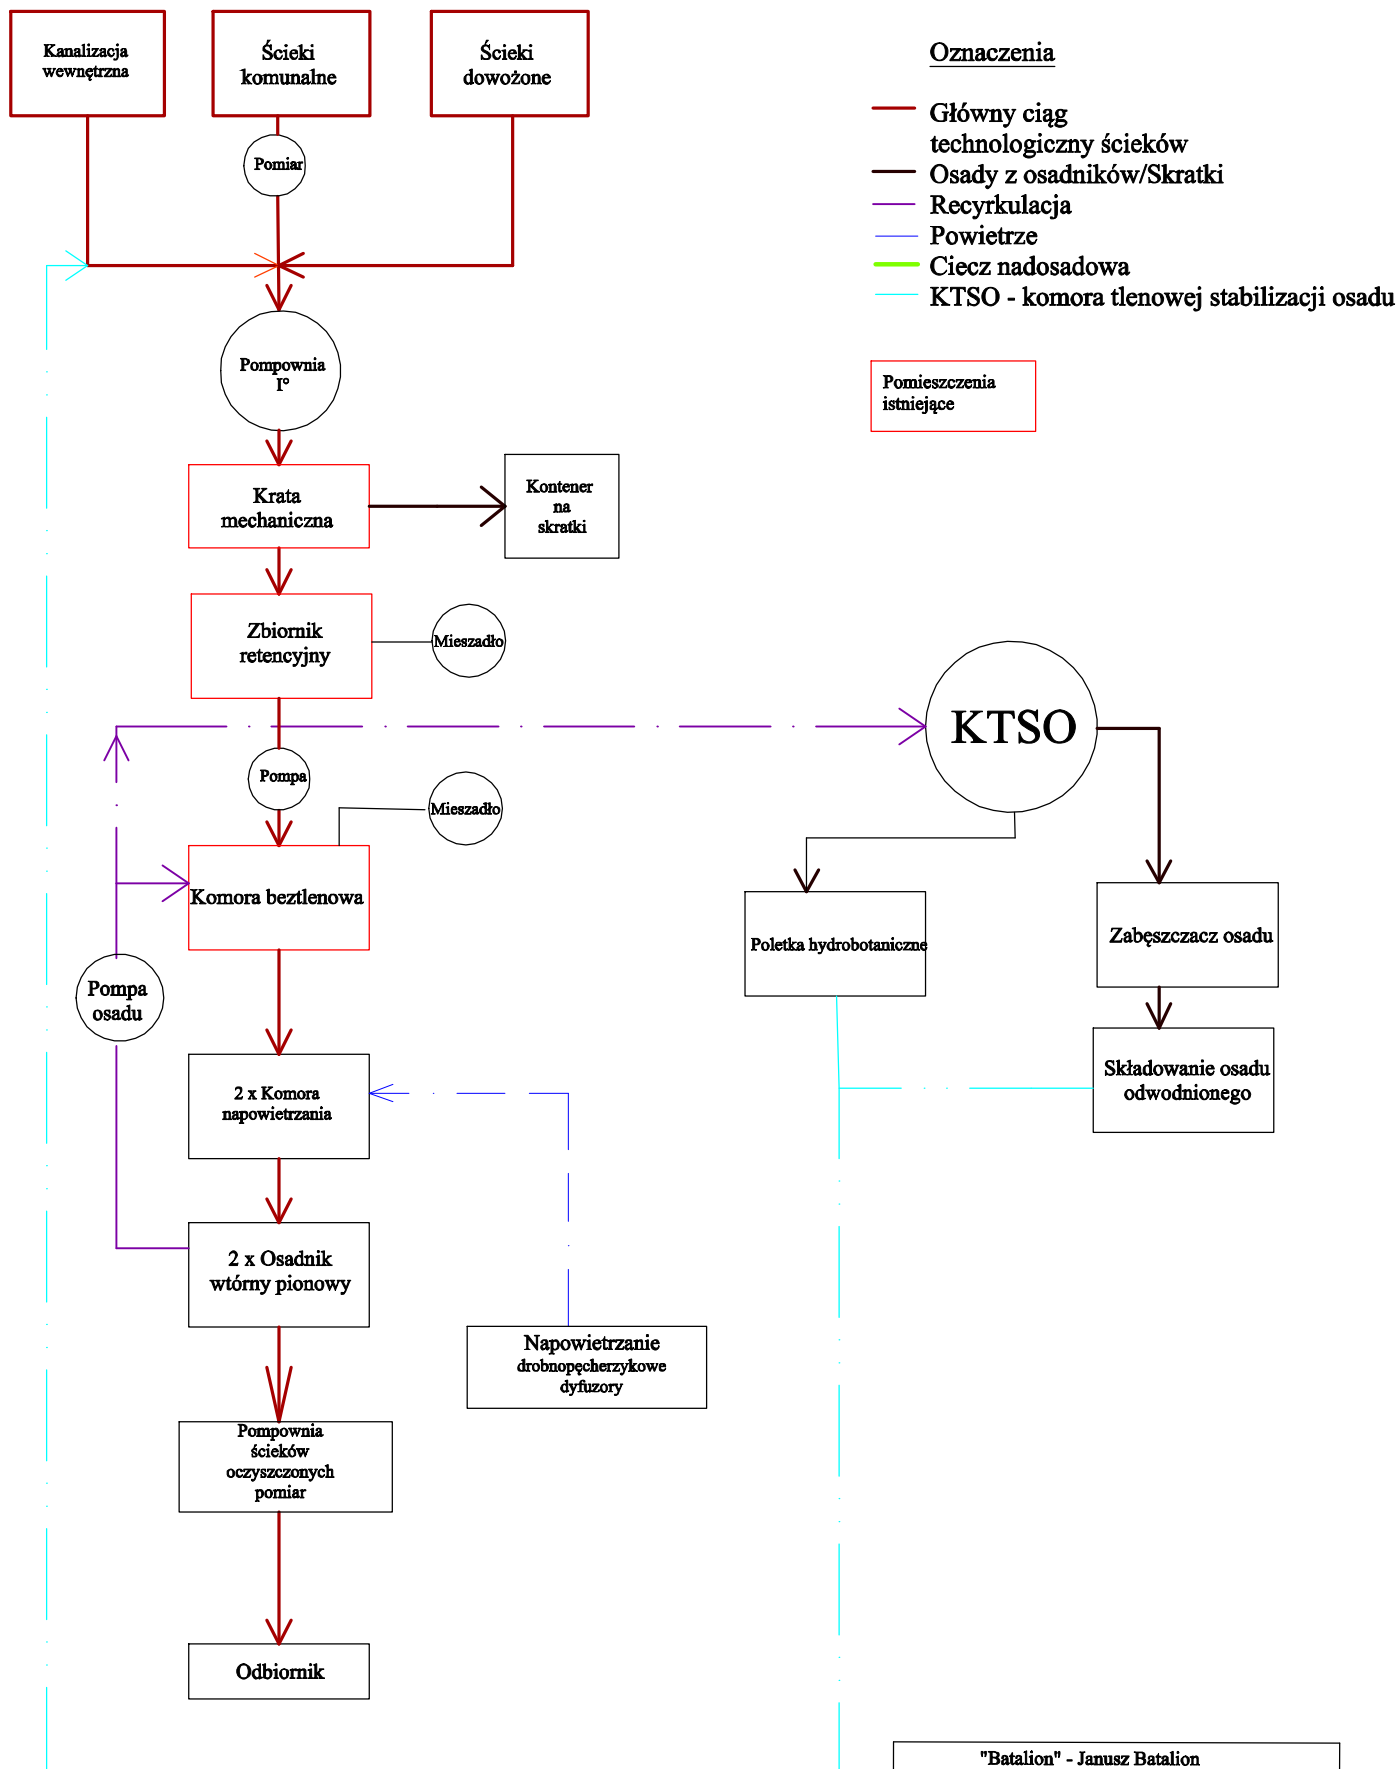 Kanalizacja
wewnętrzna
Ścieki
komunalne
Ścieki
dowożone
Oznaczenia
Główny ciąg
technologiczny ścieków
Osady z osadników/Skratki
Recyrkulacja
Powietrze
Ciecz nadosadowa
KTSO - komora tlenowej stabilizacji osadu
Pomieszczenia
istniejące
Pomiar
Pompownia
I°
Krata
mechaniczna
Kontener
na
skratki
Zbiornik
retencyjny
Mieszadło
KTSO
Pompa
Mieszadło
Komora beztlenowa
Poletka hydrobotaniczne
Zabęszczacz osadu
Pompa
osadu
Składowanie osadu
odwodnionego
2 x Komora
napowietrzania
2 x Osadnik
wtórny pionowy
Napowietrzanie
drobnopęcherzykowe
dyfuzory
Pompownia
ścieków
oczyszczonych
pomiar
Odbiornik
"Batalion" - Janusz Batalion